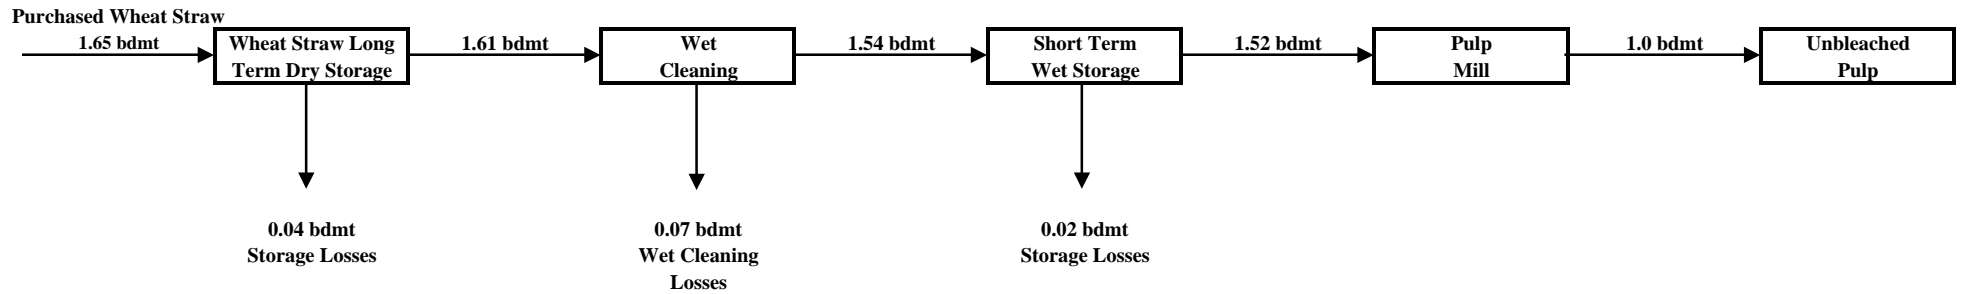 Purchased Wheat Straw
1.65 bdmt
Wheat Straw Long
Term Dry Storage
1.61 bdmt
Wet
Cleaning
1.54 bdmt
Short Term
Wet Storage
1.52 bdmt
Pulp
Mill
1.0 bdmt
Unbleached
Pulp
0.04 bdmt
Storage Losses
0.07 bdmt
Wet Cleaning
Losses
0.02 bdmt
Storage Losses